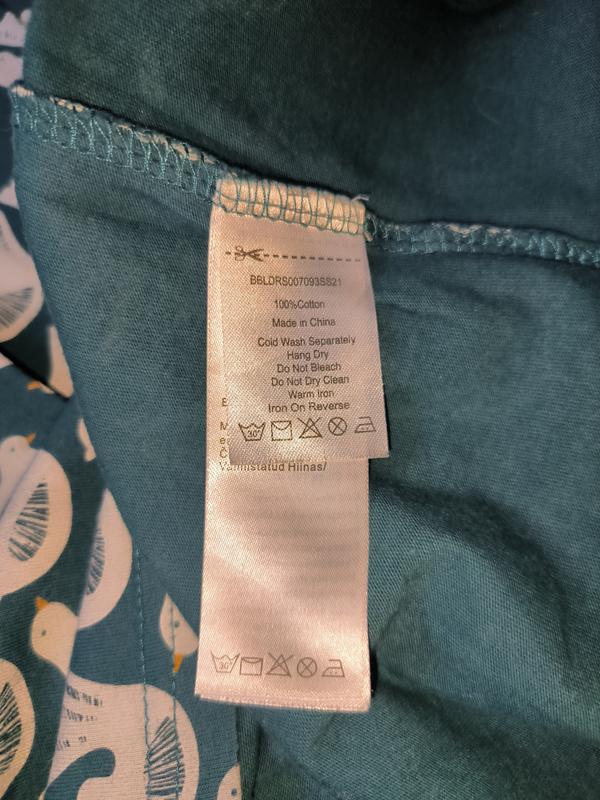 BBLDRS007093SS21
100%Cotton
Made in China
Cold Wash Separately
Hang Dry
Do Not Bleach
Do Not Dry Clean
Warm Iron
Iron On Reverse
30°
Valmistatud Hiinas/
30°